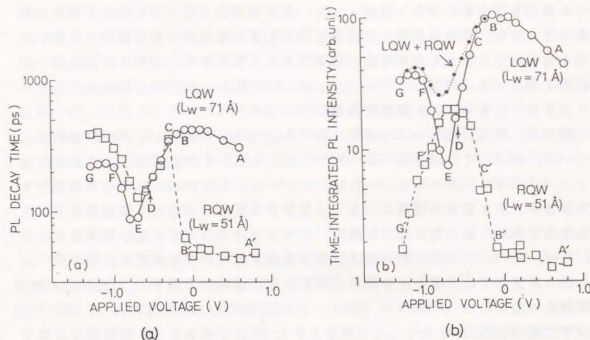 PL DECAY TIME (ps)
1000
100
LQW
(Lw = 71 Å)
G
F
E
D
B
A
RQW
(Lw = 51 Å)
B'
A'
(a)
-1.0
0
1.0
APPLIED VOLTAGE (V)
(a)
TIME-INTEGRATED PL INTENSITY (arb.unit)
100
10
1
LQW + RQW
B
C
A
LQW
(Lw = 71 Å)
G
F
E
D
C'
RQW
(Lw = 51 Å)
G'
B'
A'
(b)
-1.0
0
1.0
APPLIED VOLTAGE (V)
(b)